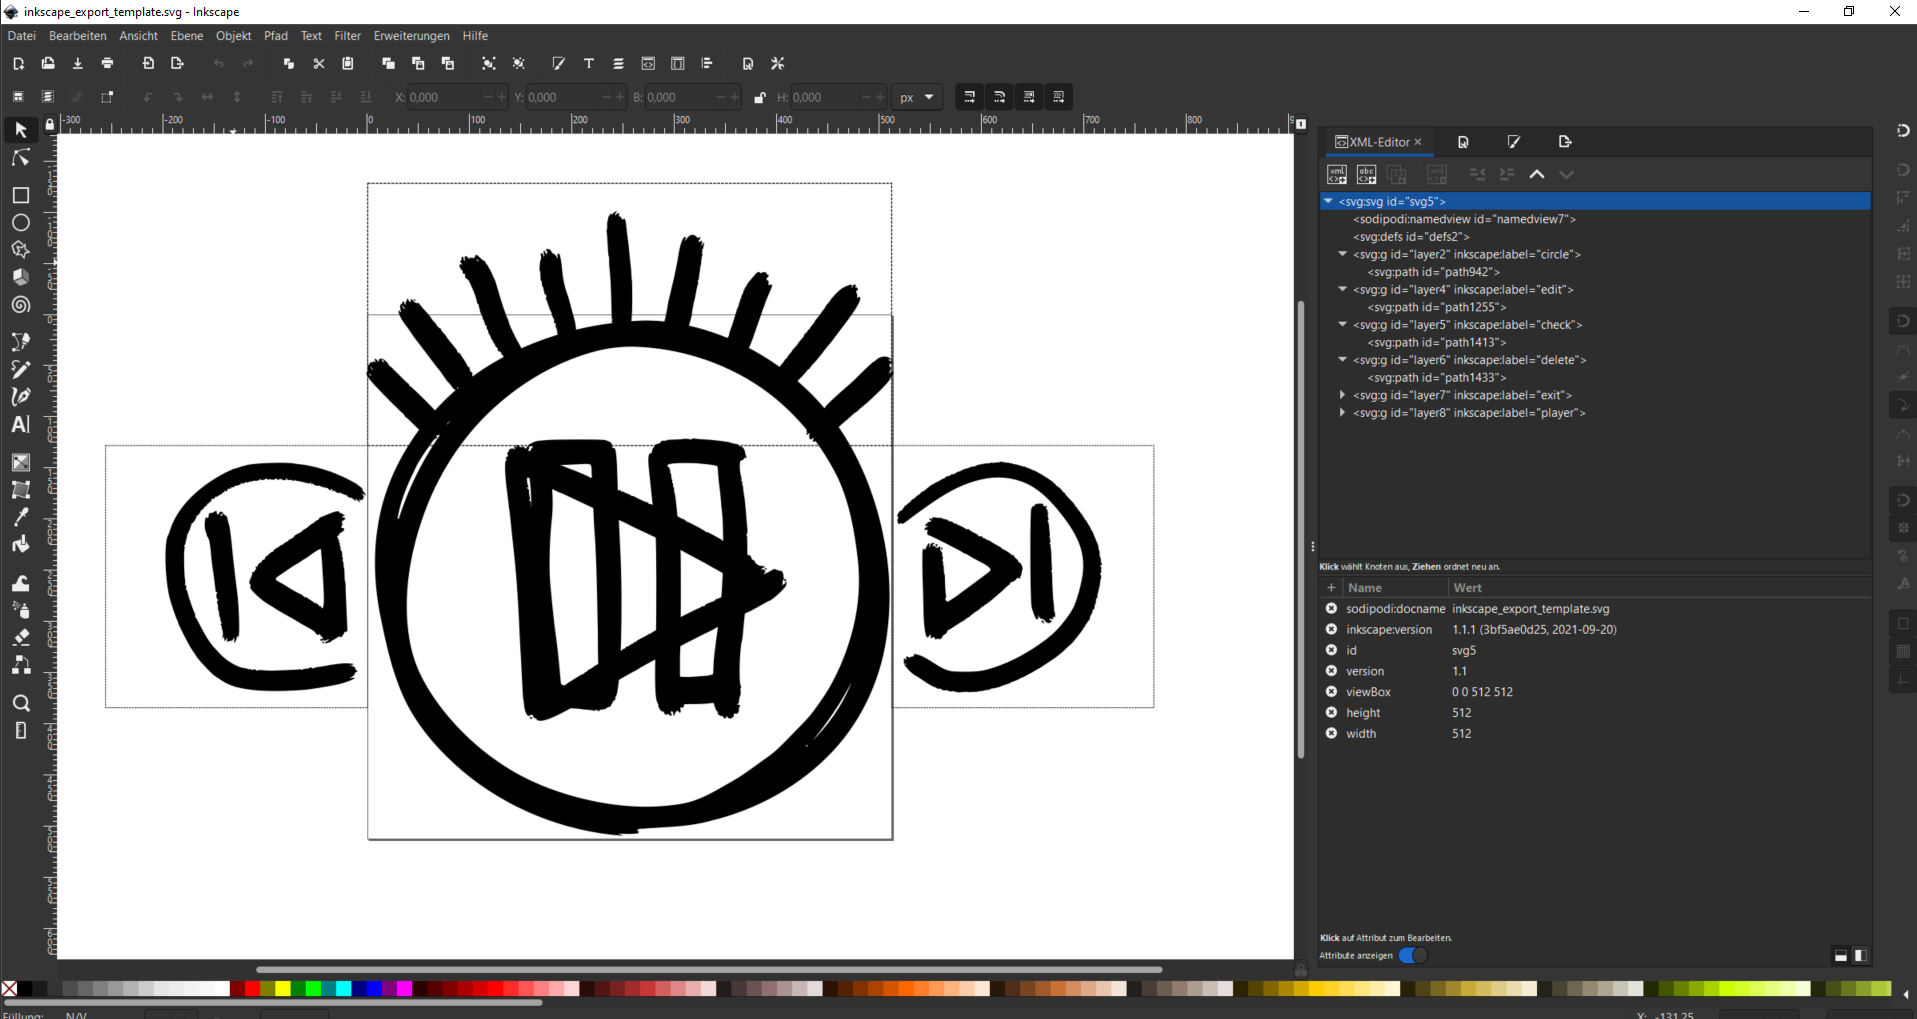 inkscape_export_template.svg - Inkscape
Datei Bearbeiten Ansicht Ebene Objekt Pfad Text Filter Erweiterungen Hilfe
X: 0,000 Y: 0,000 B: 0,000 H: 0,000 px
-300 -200 -100 0 100 200 300 400 500 600 700 800
XML-Editor
<svg:svg id="svg5">
<sodipodi:namedview id="namedview7">
<svg:defs id="defs2">
<svg:g id="layer2" inkscape:label="circle">
<svg:path id="path942">
<svg:g id="layer4" inkscape:label="edit">
<svg:path id="path1255">
<svg:g id="layer5" inkscape:label="check">
<svg:path id="path1413">
<svg:g id="layer6" inkscape:label="delete">
<svg:path id="path1433">
<svg:g id="layer7" inkscape:label="exit">
<svg:g id="layer8" inkscape:label="player">
Klick wählt Knoten aus, Ziehen ordnet neu an.
Name Wert
sodipodi:docname inkscape_export_template.svg
inkscape:version 1.1.1 (3bf5ae0d25, 2021-09-20)
id svg5
version 1.1
viewBox 0 0 512 512
height 512
width 512
Klick auf Attribut zum Bearbeiten.
Attribute anzeigen
Füllung: N/V
X: -131,25